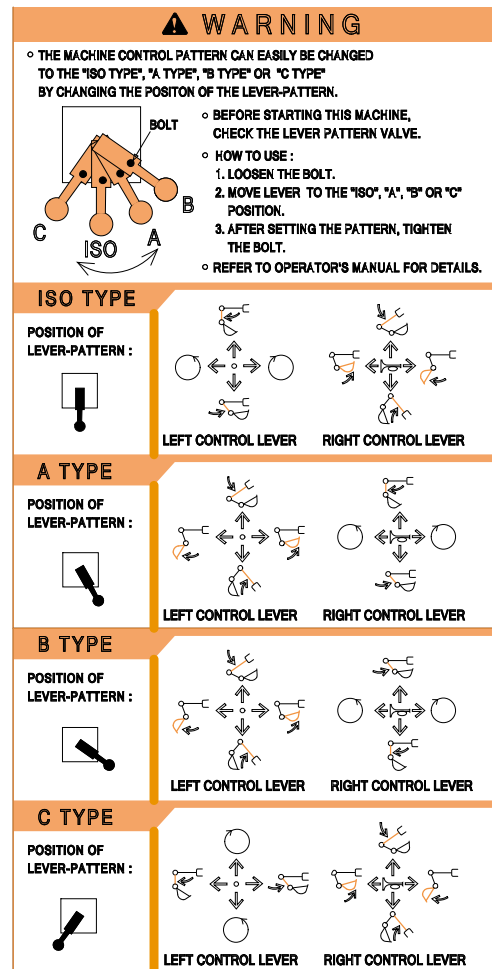 WARNING
THE MACHINE CONTROL PATTERN CAN EASILY BE CHANGED
TO THE "ISO TYPE", "A TYPE", "B TYPE" OR "C TYPE"
BY CHANGING THE POSITON OF THE LEVER-PATTERN.
BOLT
C
ISO
A
B
BEFORE STARTING THIS MACHINE,
CHECK THE LEVER PATTERN VALVE.
HOW TO USE :
1. LOOSEN THE BOLT.
2. MOVE LEVER TO THE "ISO", "A", "B" OR "C"
POSITION.
3. AFTER SETTING THE PATTERN, TIGHTEN
THE BOLT.
REFER TO OPERATOR'S MANUAL FOR DETAILS.
ISO TYPE
POSITION OF
LEVER-PATTERN :
LEFT CONTROL LEVER
RIGHT CONTROL LEVER
A TYPE
POSITION OF
LEVER-PATTERN :
LEFT CONTROL LEVER
RIGHT CONTROL LEVER
B TYPE
POSITION OF
LEVER-PATTERN :
LEFT CONTROL LEVER
RIGHT CONTROL LEVER
C TYPE
POSITION OF
LEVER-PATTERN :
LEFT CONTROL LEVER
RIGHT CONTROL LEVER